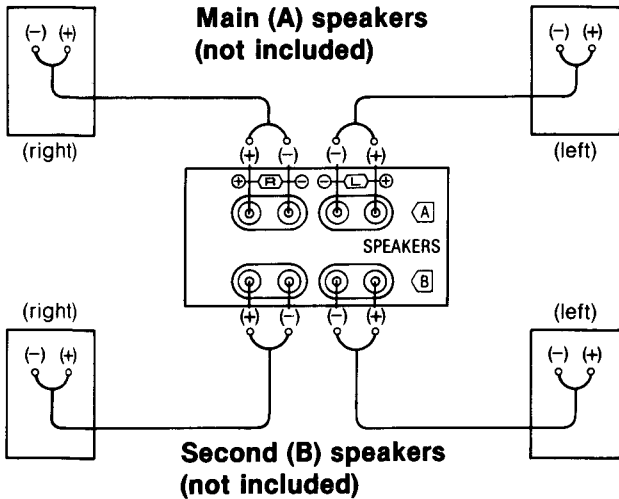 Main (A) speakers
(not included)
(−) (+)
(−) (+)
(right)
(left)
(+) (−) (−) (+)
⊕ R ⊖ ⊖ L ⊕
A
SPEAKERS
B
(+) (−) (−) (+)
(right)
(left)
(−) (+)
(−) (+)
Second (B) speakers
(not included)